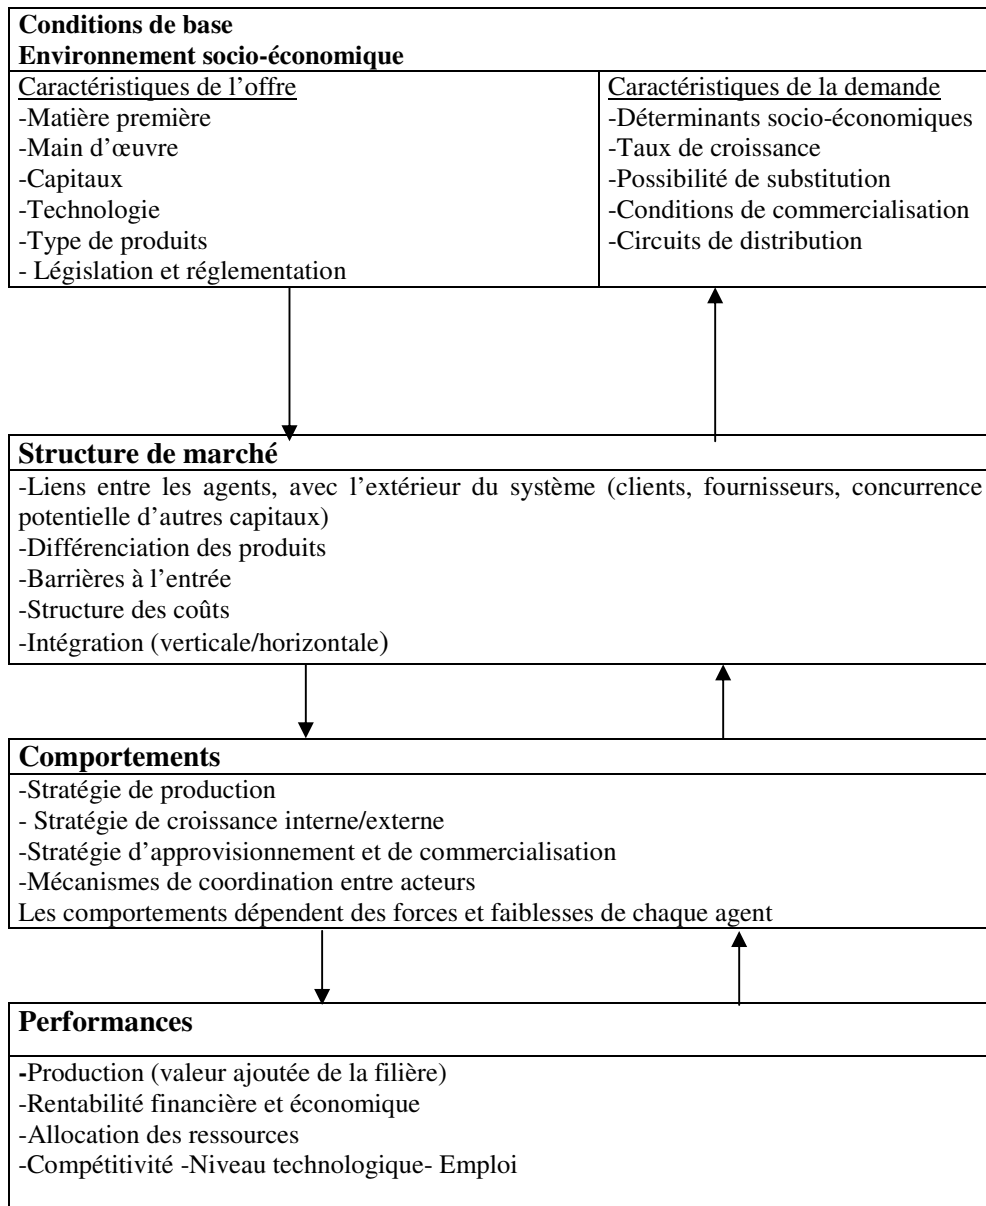 Conditions de base
Environnement socio-économique
Caractéristiques de l'offre
-Matière première
-Main d'œuvre
-Capitaux
-Technologie
-Type de produits
- Législation et réglementation
Caractéristiques de la demande
-Déterminants socio-économiques
-Taux de croissance
-Possibilité de substitution
-Conditions de commercialisation
-Circuits de distribution
Structure de marché
-Liens entre les agents, avec l'extérieur du système (clients, fournisseurs, concurrence
potentielle d'autres capitaux)
-Différenciation des produits
-Barrières à l'entrée
-Structure des coûts
-Intégration (verticale/horizontale)
Comportements
-Stratégie de production
- Stratégie de croissance interne/externe
-Stratégie d'approvisionnement et de commercialisation
-Mécanismes de coordination entre acteurs
Les comportements dépendent des forces et faiblesses de chaque agent
Performances
-Production (valeur ajoutée de la filière)
-Rentabilité financière et économique
-Allocation des ressources
-Compétitivité -Niveau technologique- Emploi